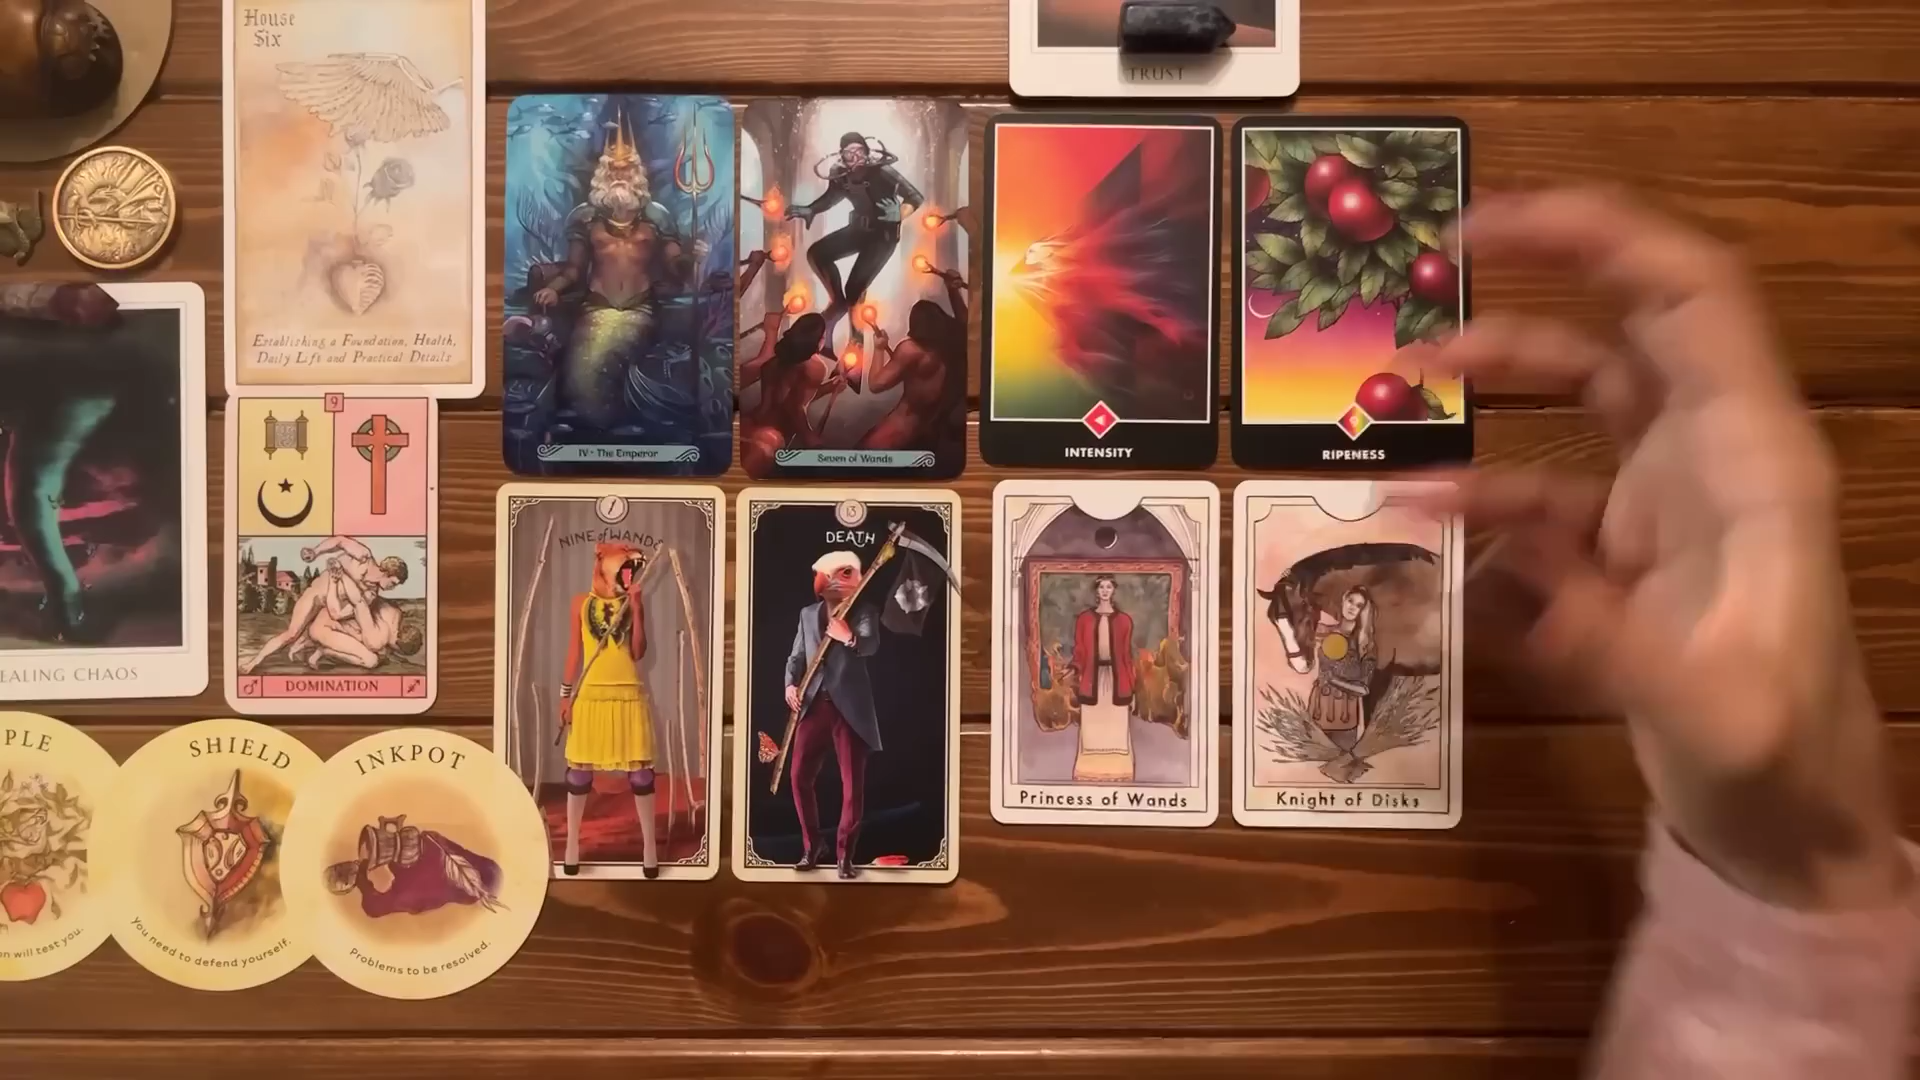 House
Six
Establishing a Foundation, Health,
Daily Life and Practical Details
TRUST
IV - The Emperor
Seven of Wands
INTENSITY
RIPENESS
EALING CHAOS
9
DOMINATION
NINE of WANDS
13
DEATH
Princess of Wands
Knight of Disks
PLE
n will test you.
SHIELD
You need to defend yourself.
INKPOT
Problems to be resolved.